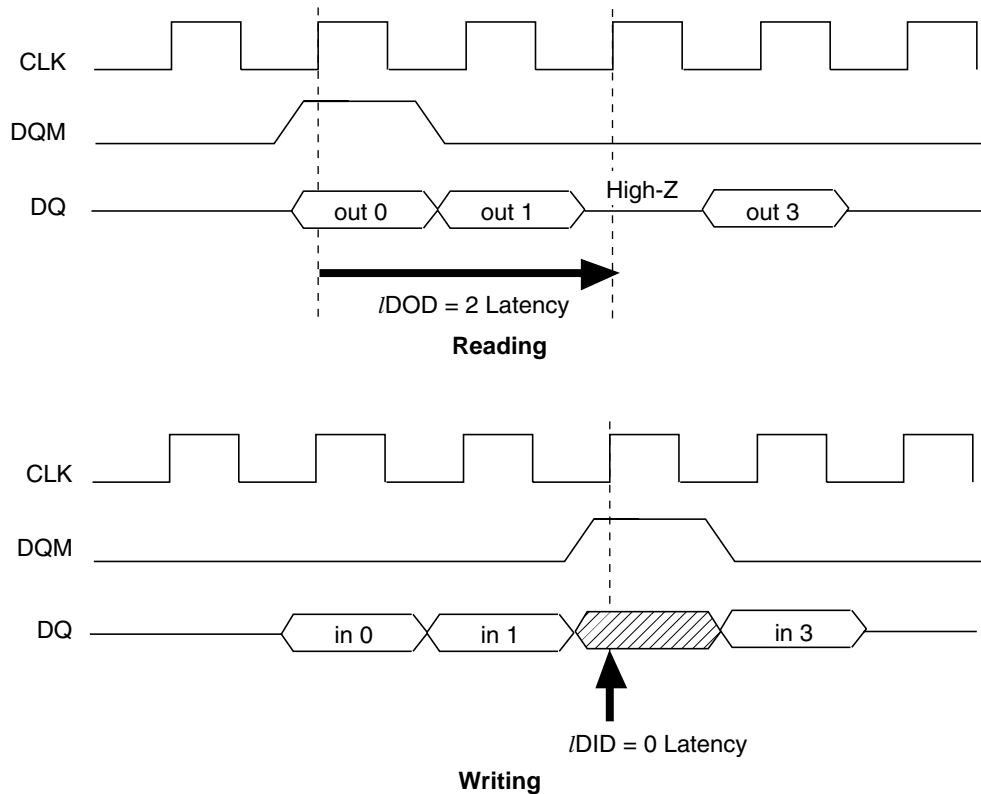 CLK
DQM
DQ
out 0 out 1 High-Z out 3
lDOD = 2 Latency
Reading
CLK
DQM
DQ
in 0 in 1 in 3
lDID = 0 Latency
Writing